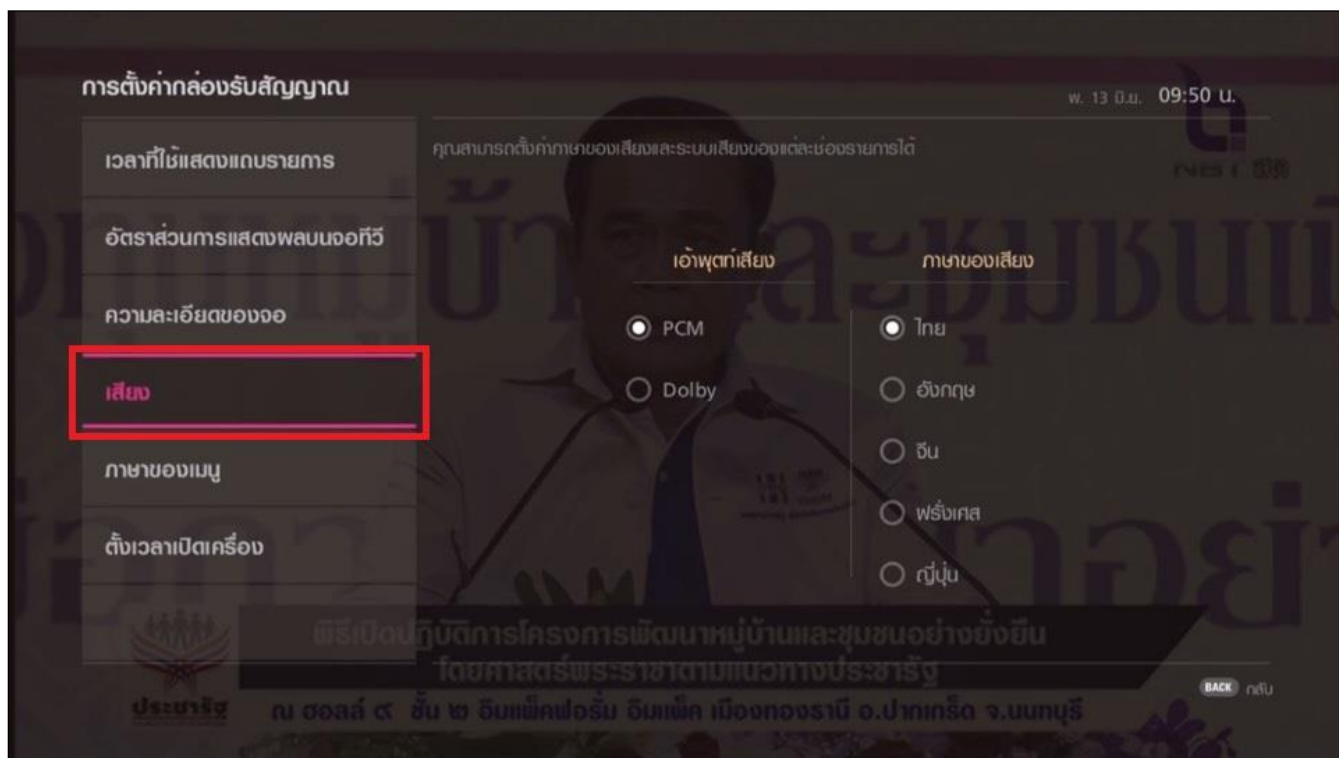 การตั้งค่ากล่องรับสัญญาณ
พ. 13 มิ.ย. 09:50 น.
เวลาที่ใช้แสดงแถบรายการ
คุณสามารถตั้งค่าภาษาของเสียงและระบบเสียงของแต่ละช่องรายการได้
อัตราส่วนการแสดงผลบนจอทีวี
เอ้าพุตท์เสียง
ภาษาของเสียง
ความละเอียดของจอ
PCM
ไทย
เสียง
Dolby
อังกฤษ
จีน
ภาษาของเมนู
ฟรั่งเศส
ตั้งเวลาเปิดเครื่อง
ญี่ปุ่น
พิธีเปิดปฏิบัติการโครงการพัฒนาหมู่บ้านและชุมชนอย่างยั่งยืน
โดยศาสตร์พระราชาตามแนวทางประชารัฐ
BACK กลับ
ประชารัฐ
ณ ฮอลล์ ๙ ชั้น ๒ อิมแพ็คฟอรั่ม อิมแพ็ค เมืองทองธานี อ.ปากเกร็ด จ.นนทบุรี